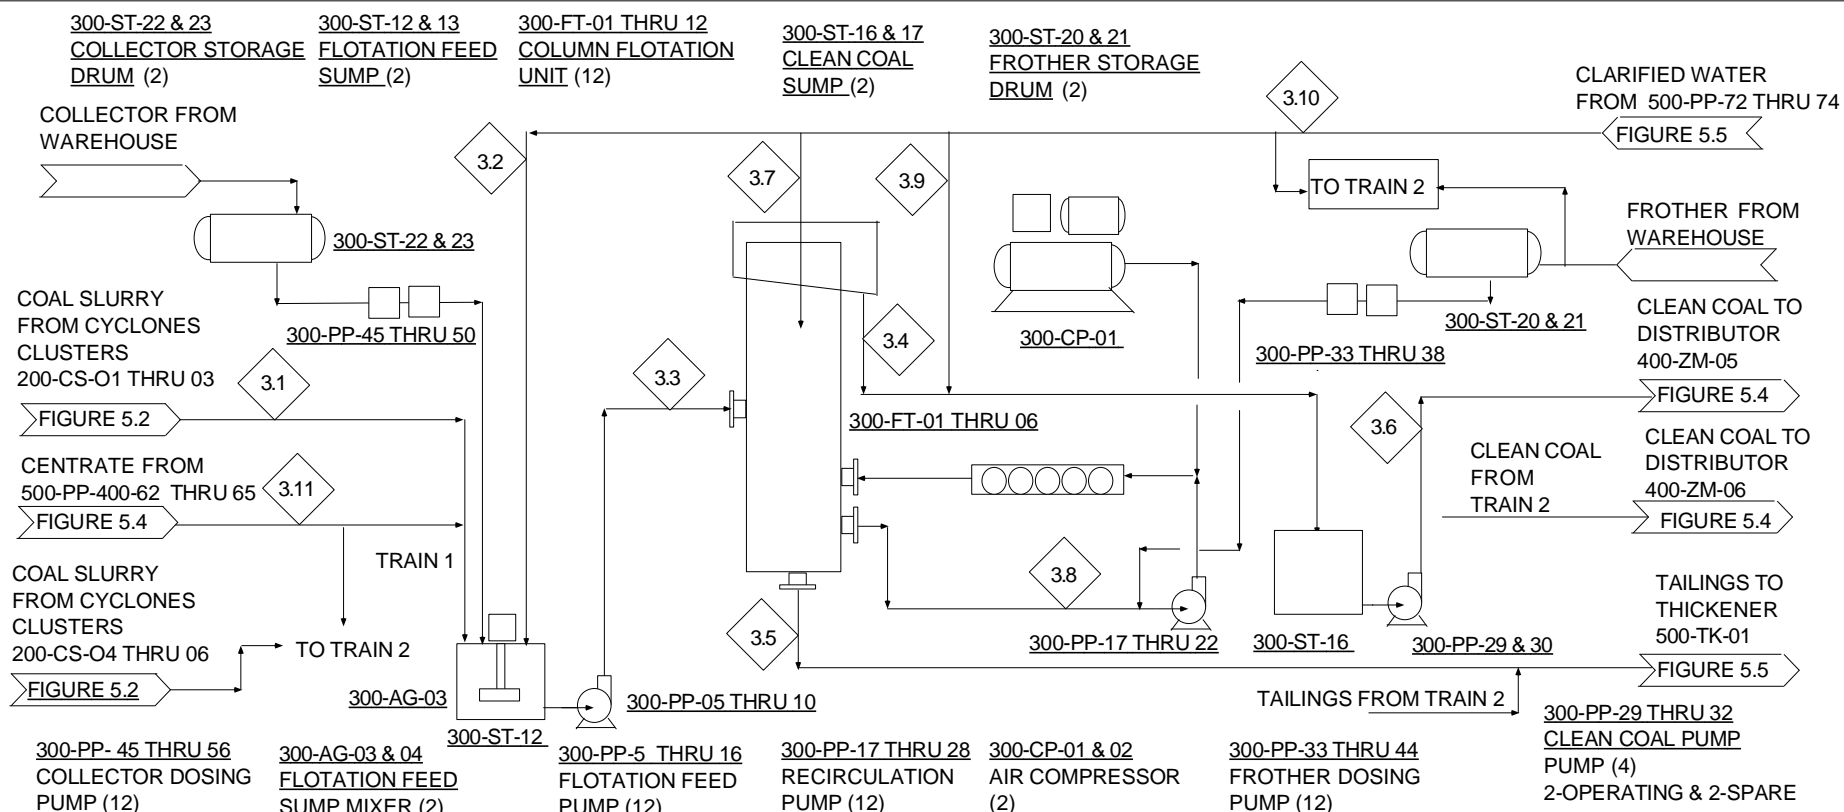 300-ST-22 & 23
COLLECTOR STORAGE
DRUM (2)
300-ST-12 & 13
FLOTATION FEED
SUMP (2)
300-FT-01 THRU 12
COLUMN FLOTATION
UNIT (12)
300-ST-16 & 17
CLEAN COAL
SUMP (2)
300-ST-20 & 21
FROTHER STORAGE
DRUM (2)
3.10
CLARIFIED WATER
FROM 500-PP-72 THRU 74
FIGURE 5.5
COLLECTOR FROM
WAREHOUSE
3.2
3.7
3.9
TO TRAIN 2
FROTHER FROM
WAREHOUSE
300-ST-22 & 23
COAL SLURRY
FROM CYCLONES
CLUSTERS
200-CS-O1 THRU 03
FIGURE 5.2
300-PP-45 THRU 50
3.1
3.3
3.4
300-CP-01
300-PP-33 THRU 38
300-ST-20 & 21
CLEAN COAL TO
DISTRIBUTOR
400-ZM-05
FIGURE 5.4
300-FT-01 THRU 06
3.6
CENTRATE FROM
500-PP-400-62 THRU 65
FIGURE 5.4
3.11
CLEAN COAL
FROM
TRAIN 2
CLEAN COAL TO
DISTRIBUTOR
400-ZM-06
FIGURE 5.4
TRAIN 1
COAL SLURRY
FROM CYCLONES
CLUSTERS
200-CS-O4 THRU 06
FIGURE 5.2
TO TRAIN 2
3.8
3.5
300-PP-17 THRU 22
300-ST-16
300-PP-29 & 30
TAILINGS TO
THICKENER
500-TK-01
FIGURE 5.5
300-AG-03
300-ST-12
300-PP-05 THRU 10
TAILINGS FROM TRAIN 2
300-PP- 45 THRU 56
COLLECTOR DOSING
PUMP (12)
300-AG-03 & 04
FLOTATION FEED
SUMP MIXER (2)
300-PP-5 THRU 16
FLOTATION FEED
PUMP (12)
300-PP-17 THRU 28
RECIRCULATION
PUMP (12)
300-CP-01 & 02
AIR COMPRESSOR
(2)
300-PP-33 THRU 44
FROTHER DOSING
PUMP (12)
300-PP-29 THRU 32
CLEAN COAL PUMP
PUMP (4)
2-OPERATING & 2-SPARE